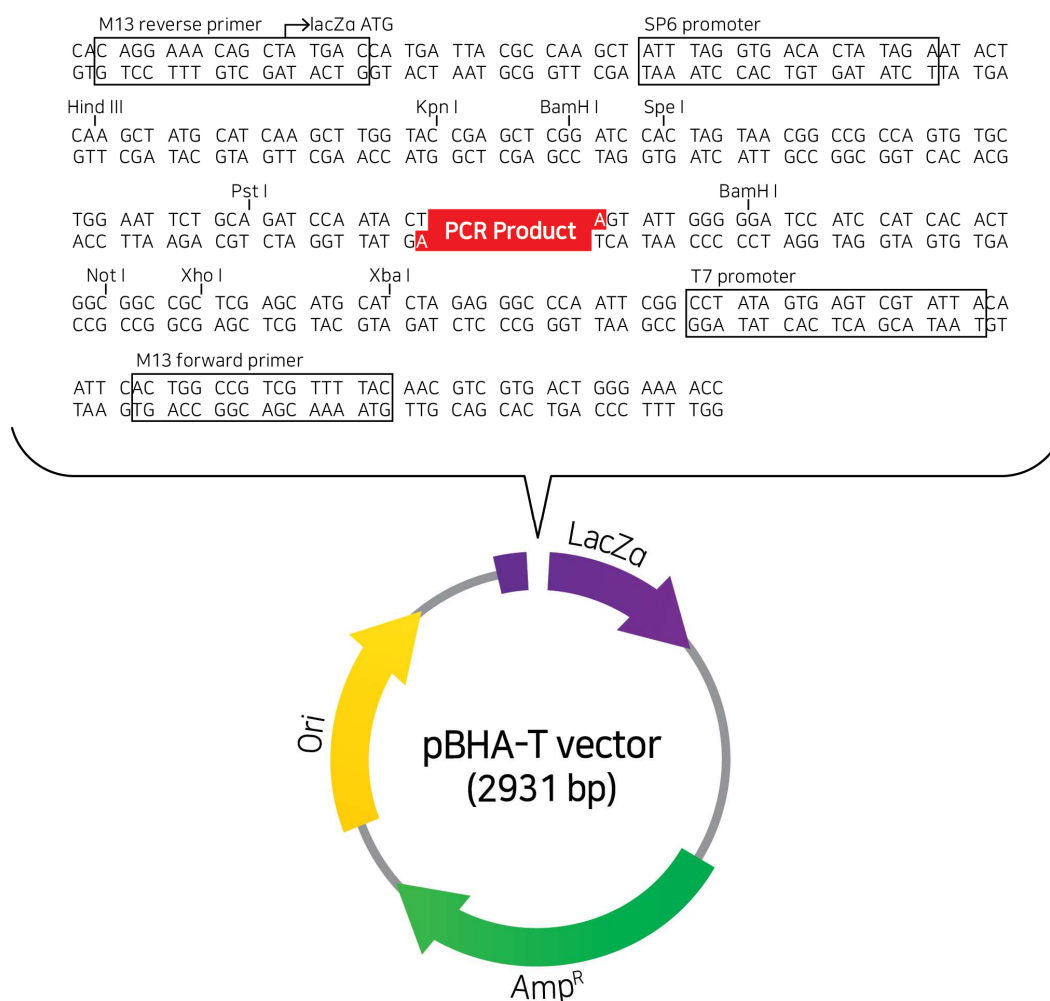 M13 reverse primer lacZɑ ATG SP6 promoter
CAC AGG AAA CAG CTA TGA CCA TGA TTA CGC CAA GCT ATT TAG GTG ACA CTA TAG AAT ACT
GTG TCC TTT GTC GAT ACT GGT ACT AAT GCG GTT CGA TAA ATC CAC TGT GAT ATC TTA TGA
Hind III Kpn I BamH I Spe I
CAA GCT ATG CAT CAA GCT TGG TAC CGA GCT CGG ATC CAC TAG TAA CGG CCG CCA GTG TGC
GTT CGA TAC GTA GTT CGA ACC ATG GCT CGA GCC TAG GTG ATC ATT GCC GGC GGT CAC ACG
Pst I BamH I
TGG AAT TCT GCA GAT CCA ATA CT PCR Product AGT ATT GGG GGA TCC ATC CAT CAC ACT
ACC TTA AGA CGT CTA GGT TAT GA TCA TAA CCC CCT AGG TAG GTA GTG TGA
Not I Xho I Xba I T7 promoter
GGC GGC CGC TCG AGC ATG CAT CTA GAG GGC CCA ATT CGG CCT ATA GTG AGT CGT ATT ACA
CCG CCG GCG AGC TCG TAC GTA GAT CTC CCG GGT TAA GCC GGA TAT CAC TCA GCA TAA TGT
M13 forward primer
ATT CAC TGG CCG TCG TTT TAC AAC GTC GTG ACT GGG AAA ACC
TAA GTG ACC GGC AGC AAA ATG TTG CAG CAC TGA CCC TTT TGG
LacZɑ
Ori
pBHA-T vector
(2931 bp)
Amp^R